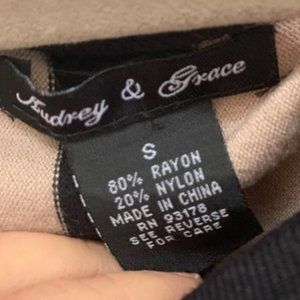 Audrey & Grace
S
80% RAYON
20% NYLON
MADE IN CHINA
RN 93178
SEE REVERSE
FOR CARE